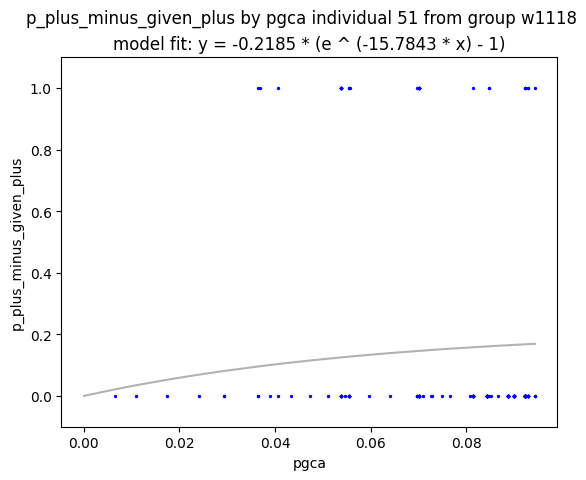 p_plus_minus_given_plus by pgca individual 51 from group w1118
model fit: y = -0.2185 * (e ^ (-15.7843 * x) - 1)
1.0
0.8
0.6
0.4
0.2
0.0
p_plus_minus_given_plus
0.00 0.02 0.04 0.06 0.08
pgca